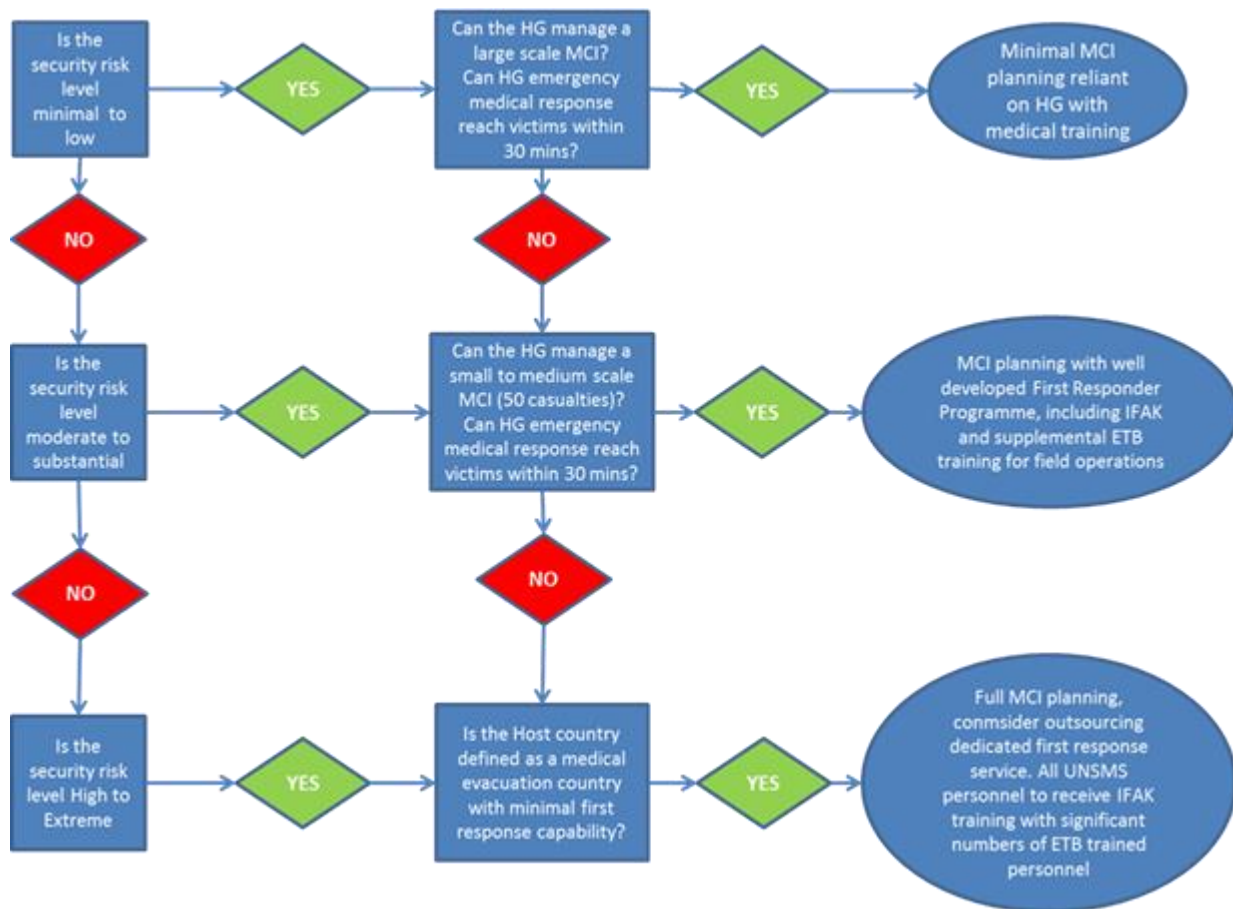 Is the
security risk
level
minimal to
low
YES
Can the HG manage a
large scale MCI?
Can HG emergency
medical response
reach victims within
30 mins?
YES
Minimal MCI
planning reliant
on HG with
medical training
NO
NO
Is the
security risk
level
moderate to
substantial
YES
Can the HG manage a
small to medium scale
MCI (50 casualties)?
Can HG emergency
medical response reach
victims within 30 mins?
YES
MCI planning with well
developed First Responder
Programme, including IFAK
and supplemental ETB
training for field operations
NO
NO
Is the
security risk
level High to
Extreme
YES
Is the Host country
defined as a medical
evacuation country
with minimal first
response capability?
YES
Full MCI planning,
conmsider outsourcing
dedicated first response
service. All UNSMS
personnel to receive IFAK
training with significant
numbers of ETB trained
personnel